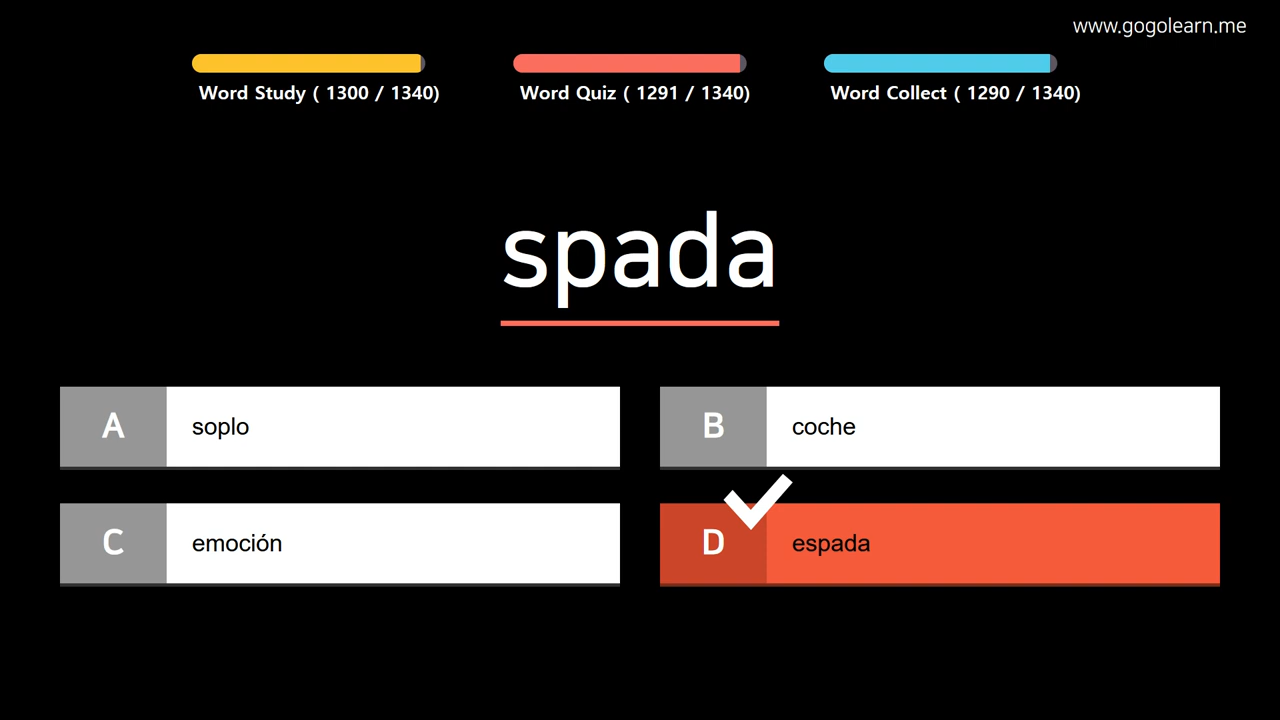 www.gogolearn.me
Word Study ( 1300 / 1340)
Word Quiz ( 1291 / 1340)
Word Collect ( 1290 / 1340)
spada
A
soplo
B
coche
C
emoción
D
espada